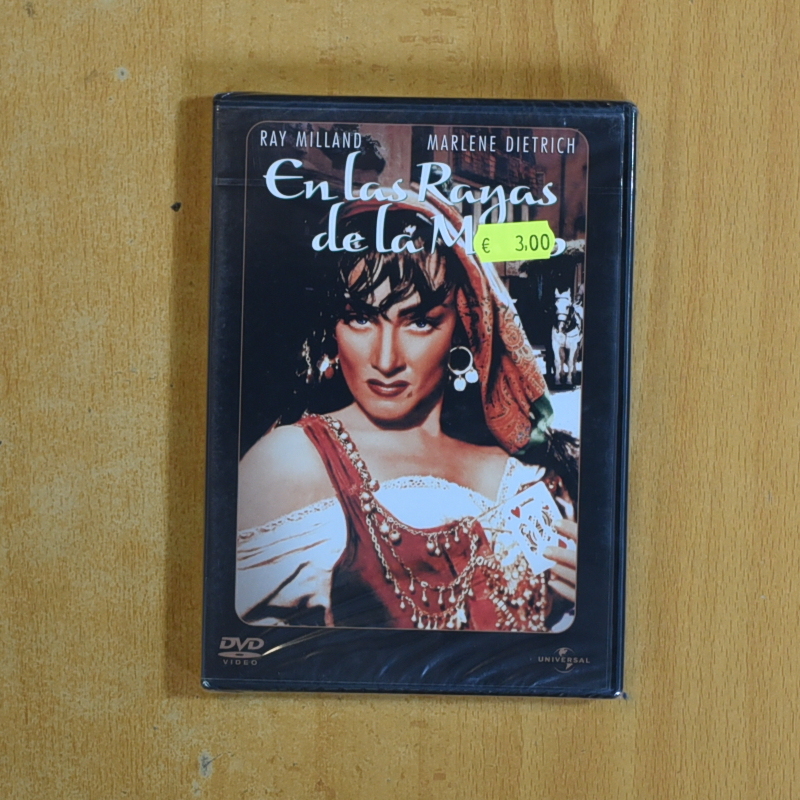 RAY MILLAND MARLENE DIETRICH
En las Rayas
de la
€ 3,00
DVD
VIDEO
UNIVERSAL